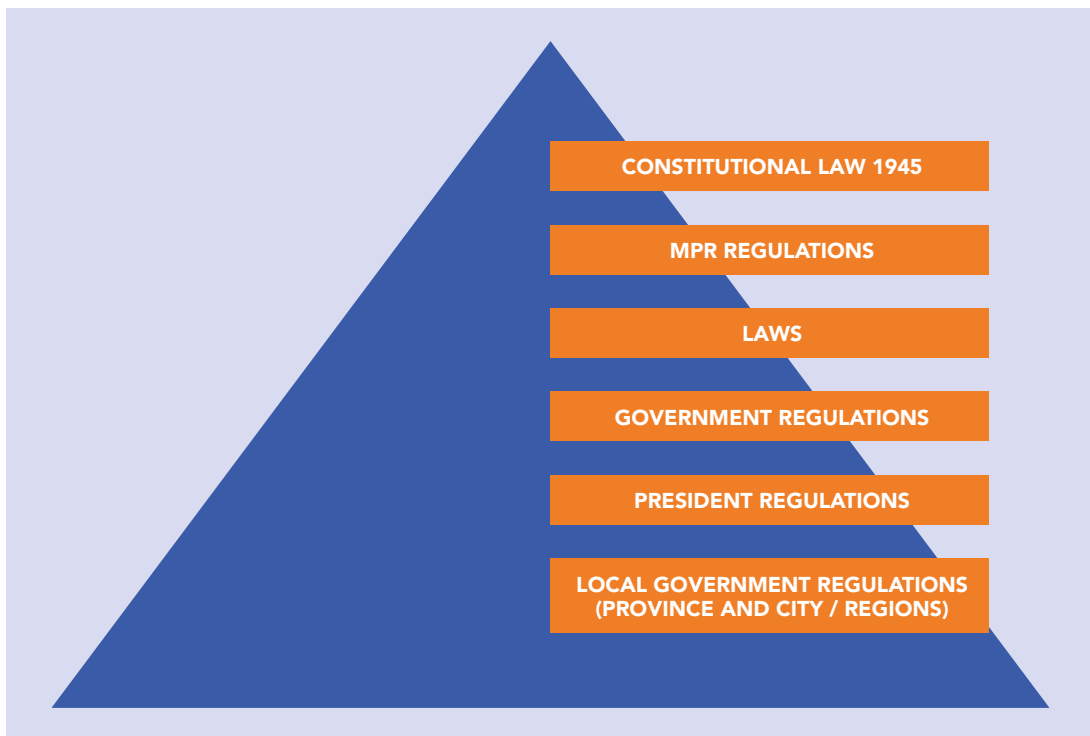 CONSTITUTIONAL LAW 1945
MPR REGULATIONS
LAWS
GOVERNMENT REGULATIONS
PRESIDENT REGULATIONS
LOCAL GOVERNMENT REGULATIONS
(PROVINCE AND CITY / REGIONS)